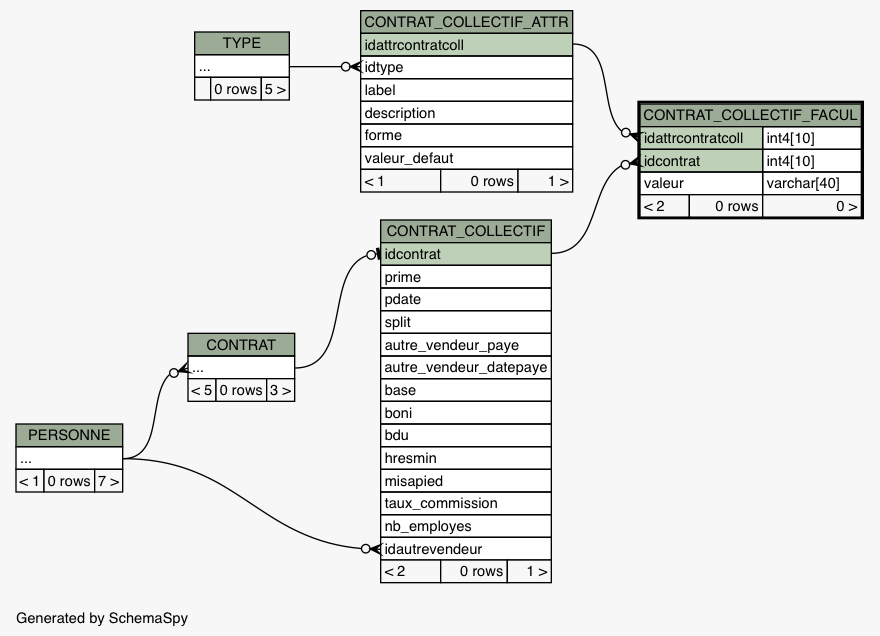 TYPE
...
0 rows 5 >
CONTRAT_COLLECTIF_ATTR
idattrcontratcoll
idtype
label
description
forme
valeur_defaut
< 1 0 rows 1 >
CONTRAT_COLLECTIF_FACUL
idattrcontratcoll int4[10]
idcontrat int4[10]
valeur varchar[40]
< 2 0 rows 0 >
CONTRAT_COLLECTIF
idcontrat
prime
pdate
split
autre_vendeur_paye
autre_vendeur_datepaye
base
boni
bdu
hresmin
misapied
taux_commission
nb_employes
idautrevendeur
< 2 0 rows 1 >
CONTRAT
...
< 5 0 rows 3 >
PERSONNE
...
< 1 0 rows 7 >
Generated by SchemaSpy